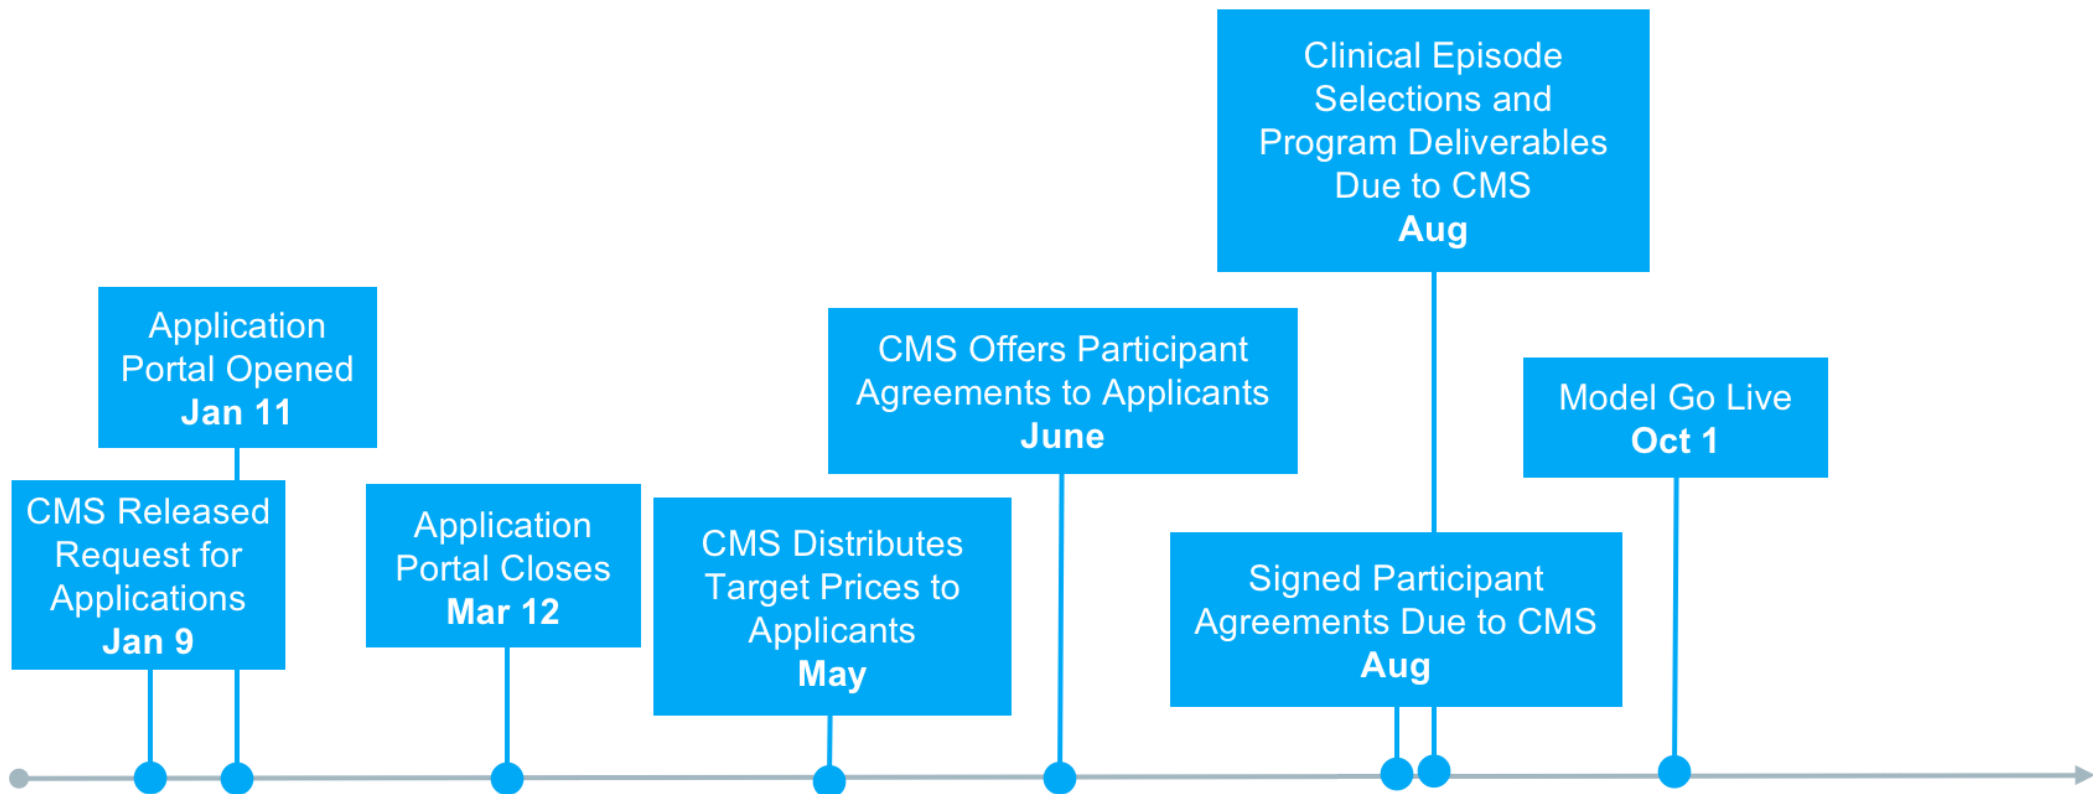 CMS Released
Request for
Applications
Jan 9
Application
Portal Opened
Jan 11
Application
Portal Closes
Mar 12
CMS Distributes
Target Prices to
Applicants
May
CMS Offers Participant
Agreements to Applicants
June
Signed Participant
Agreements Due to CMS
Aug
Clinical Episode
Selections and
Program Deliverables
Due to CMS
Aug
Model Go Live
Oct 1